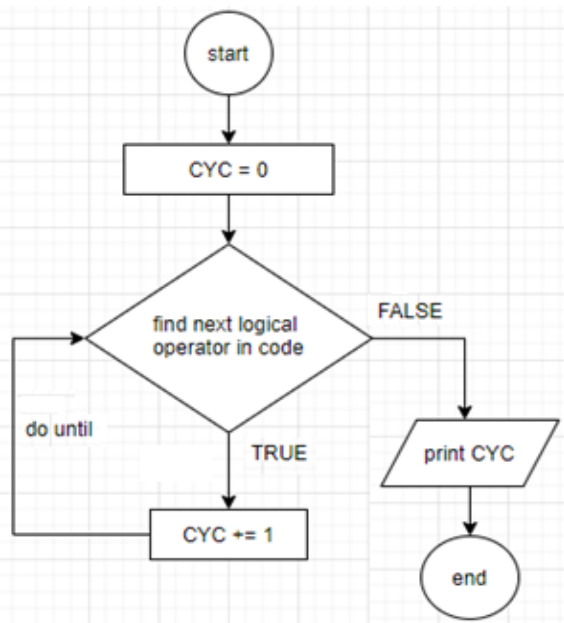 start
CYC = 0
find next logical
operator in code
FALSE
do until
TRUE
print CYC
CYC += 1
end